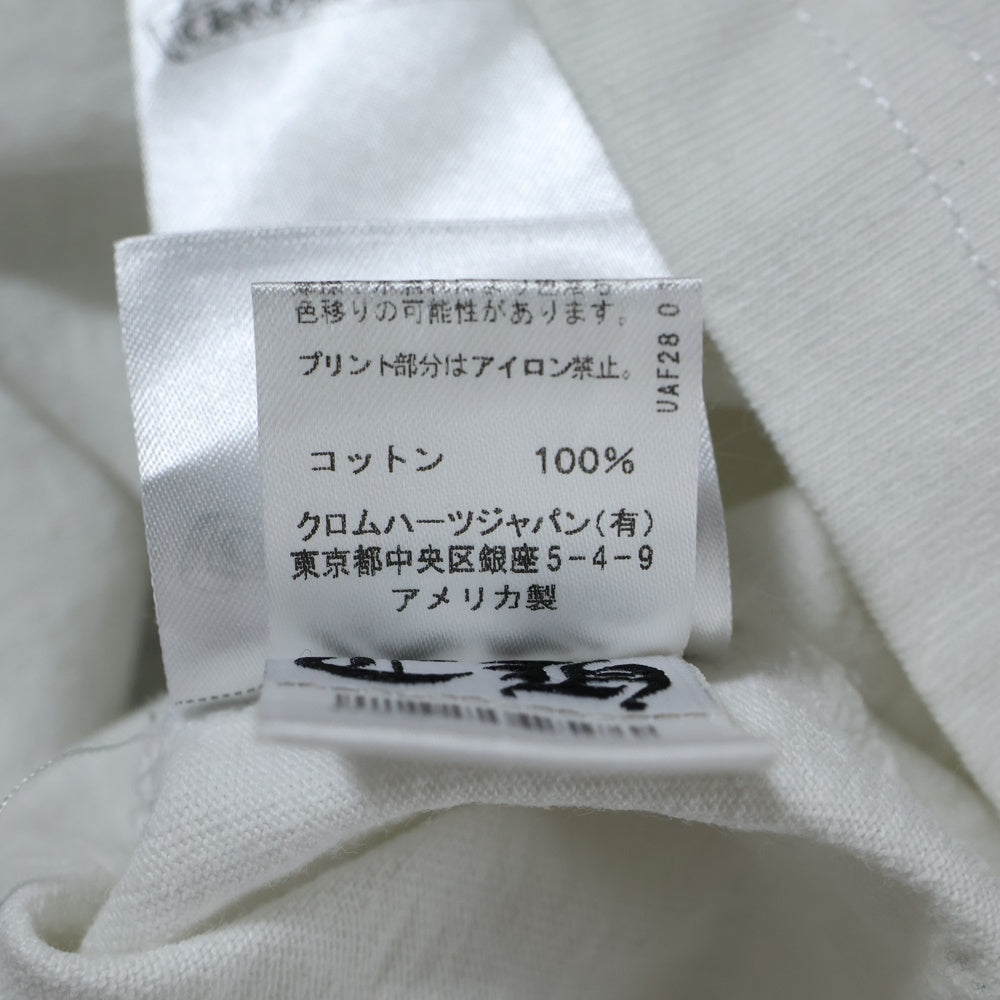 色移りの可能性があります。
プリント部分はアイロン禁止。
UAF28 0
コットン 100%
クロムハーツジャパン(有)
東京都中央区銀座5-4-9
アメリカ製